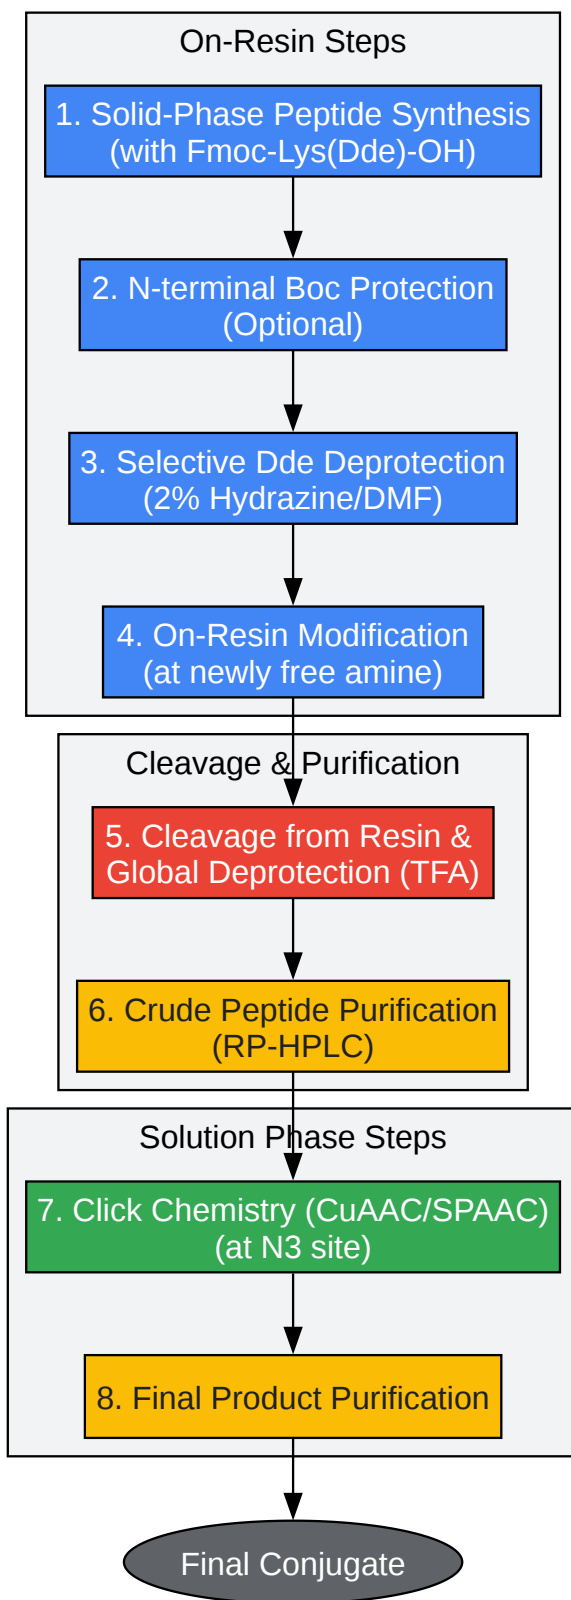 On-Resin Steps
1. Solid-Phase Peptide Synthesis
(with Fmoc-Lys(Dde)-OH)
2. N-terminal Boc Protection
(Optional)
3. Selective Dde Deprotection
(2% Hydrazine/DMF)
4. On-Resin Modification
(at newly free amine)
Cleavage & Purification
5. Cleavage from Resin &
Global Deprotection (TFA)
6. Crude Peptide Purification
(RP-HPLC)
Solution Phase Steps
7. Click Chemistry (CuAAC/SPAAC)
(at N3 site)
8. Final Product Purification
Final Conjugate